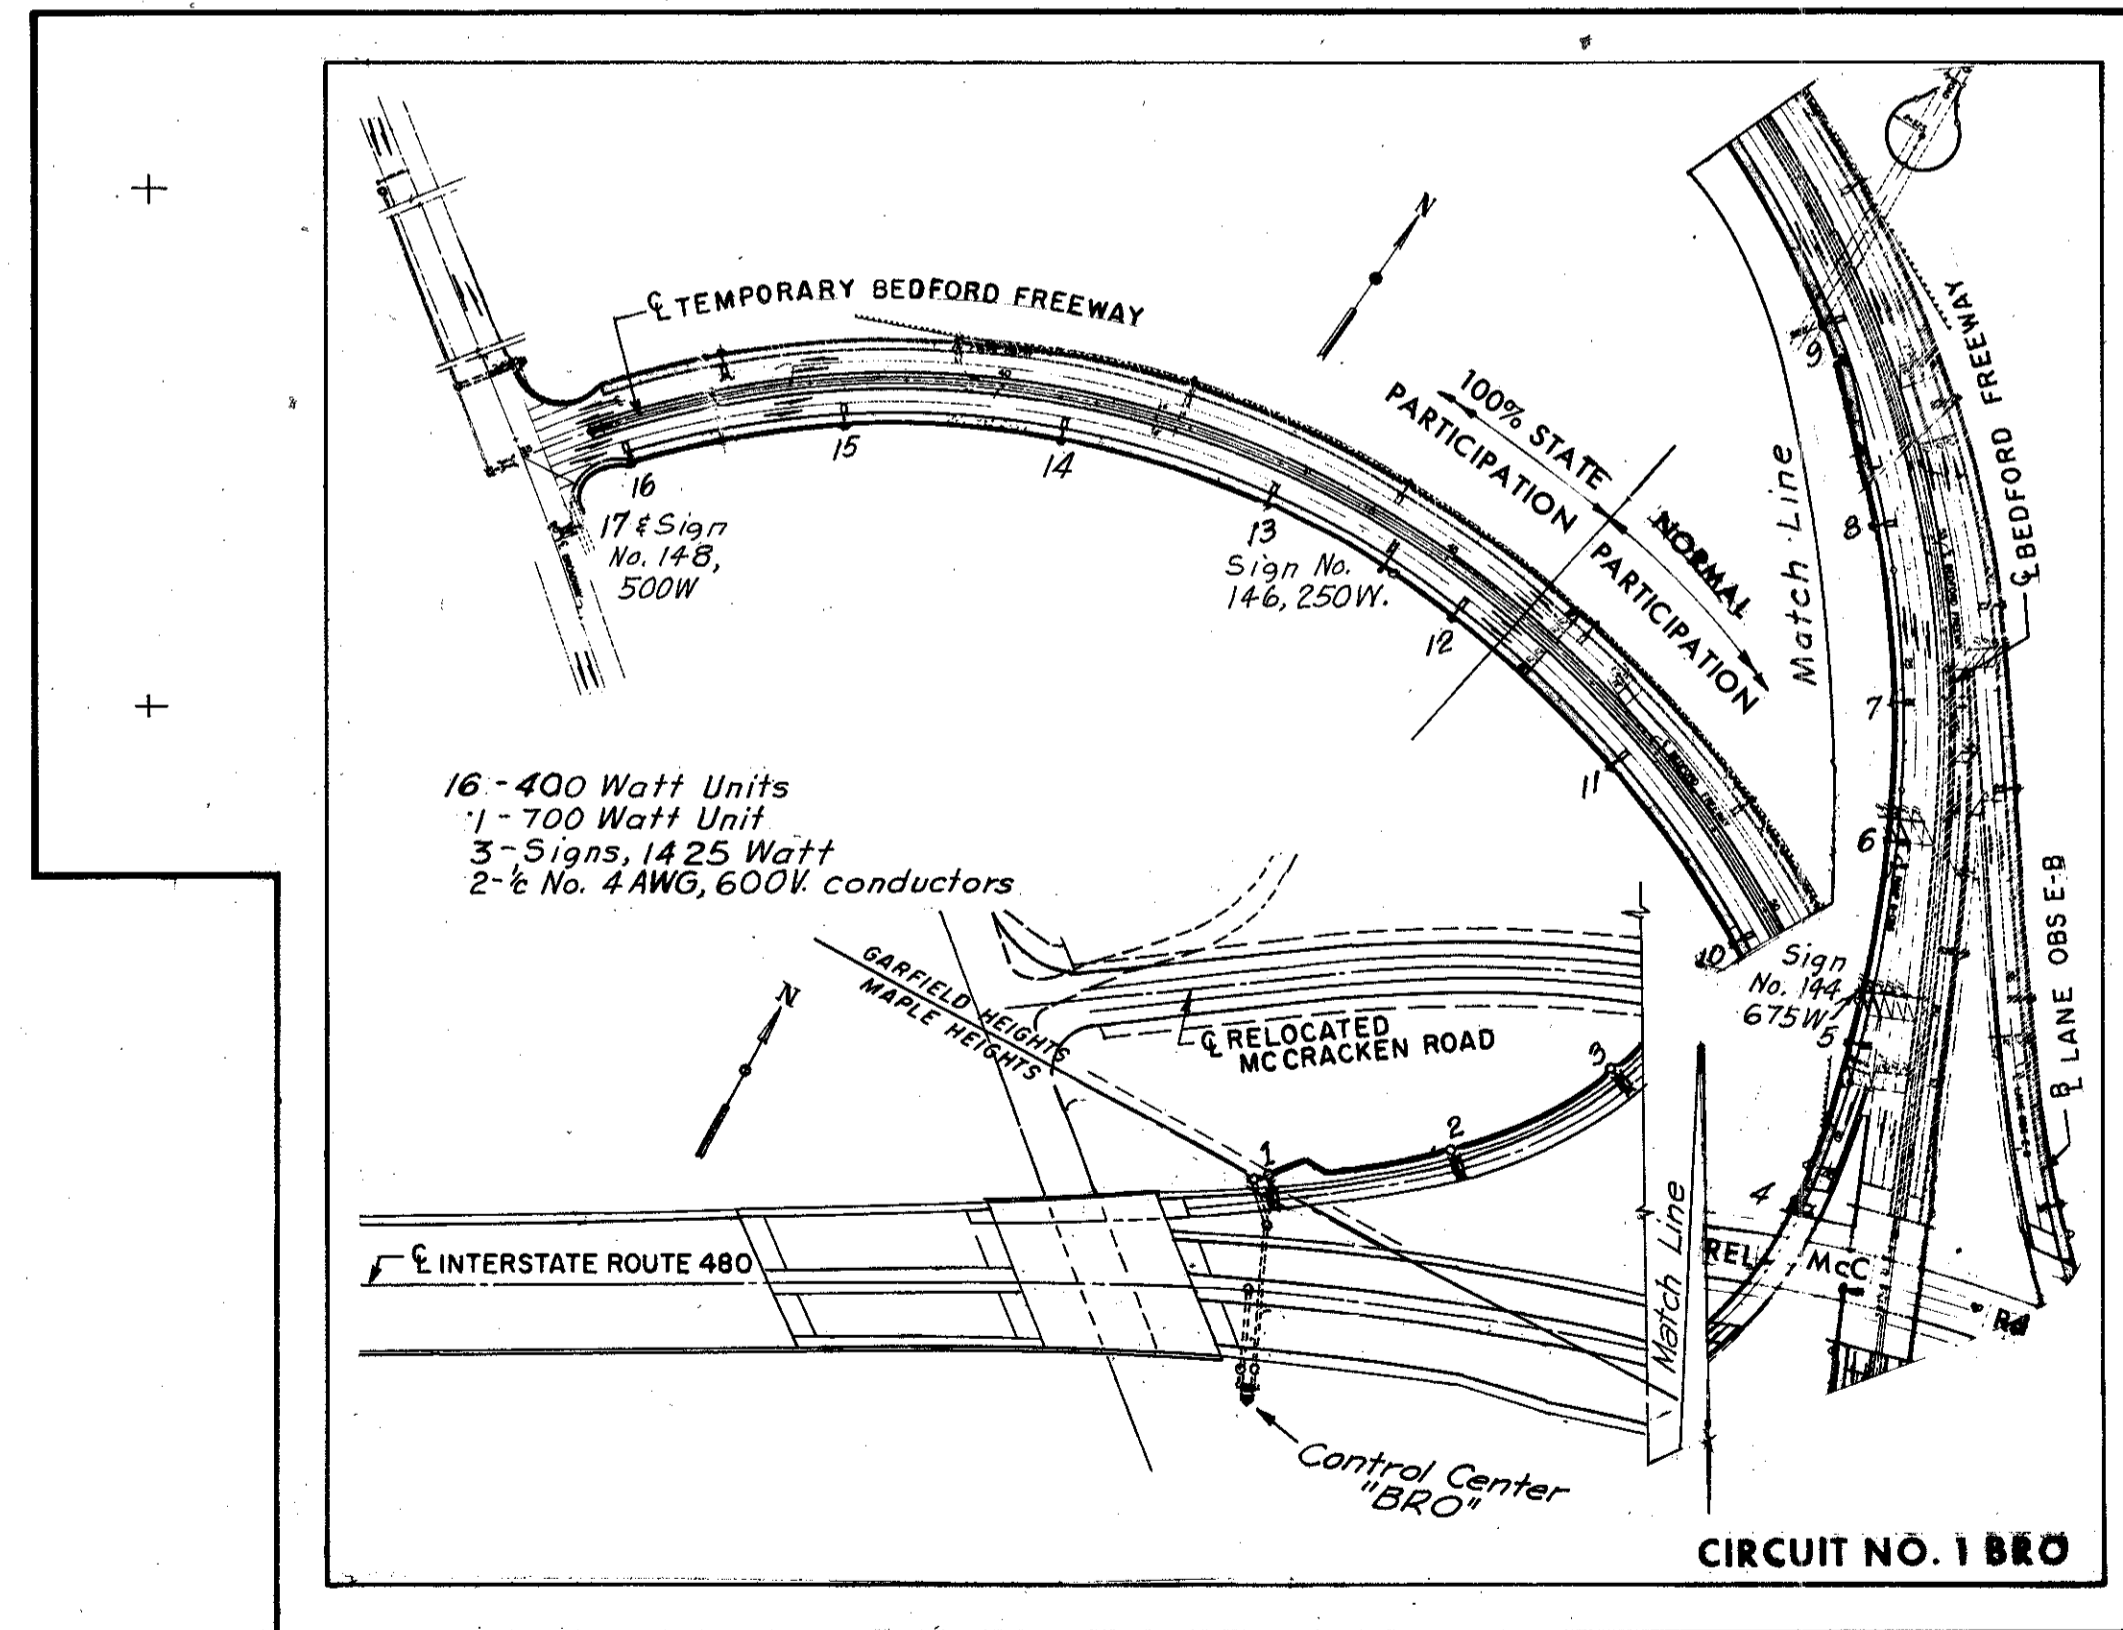 N
℄ TEMPORARY BEDFORD FREEWAY
100% STATE
PARTICIPATION
NORMAL
PARTICIPATION
Match Line
℄ BEDFORD FREEWAY
9
8
7
6
16
15
14
13
12
11
10
17 & Sign
No. 148,
500W
Sign No.
146, 250W.
16 - 400 Watt Units
1 - 700 Watt Unit
3 - Signs, 1425 Watt
2 - 1/c No. 4 AWG, 600V. conductors
Sign
No. 144
675W
5
B/L LANE OBS E-B
N
GARFIELD HEIGHTS
MAPLE HEIGHTS
℄ RELOCATED
MC CRACKEN ROAD
3
2
1
4
REL McC Rd
℄ INTERSTATE ROUTE 480
Match Line
Control Center
"BRO"
CIRCUIT NO. 1 BRO